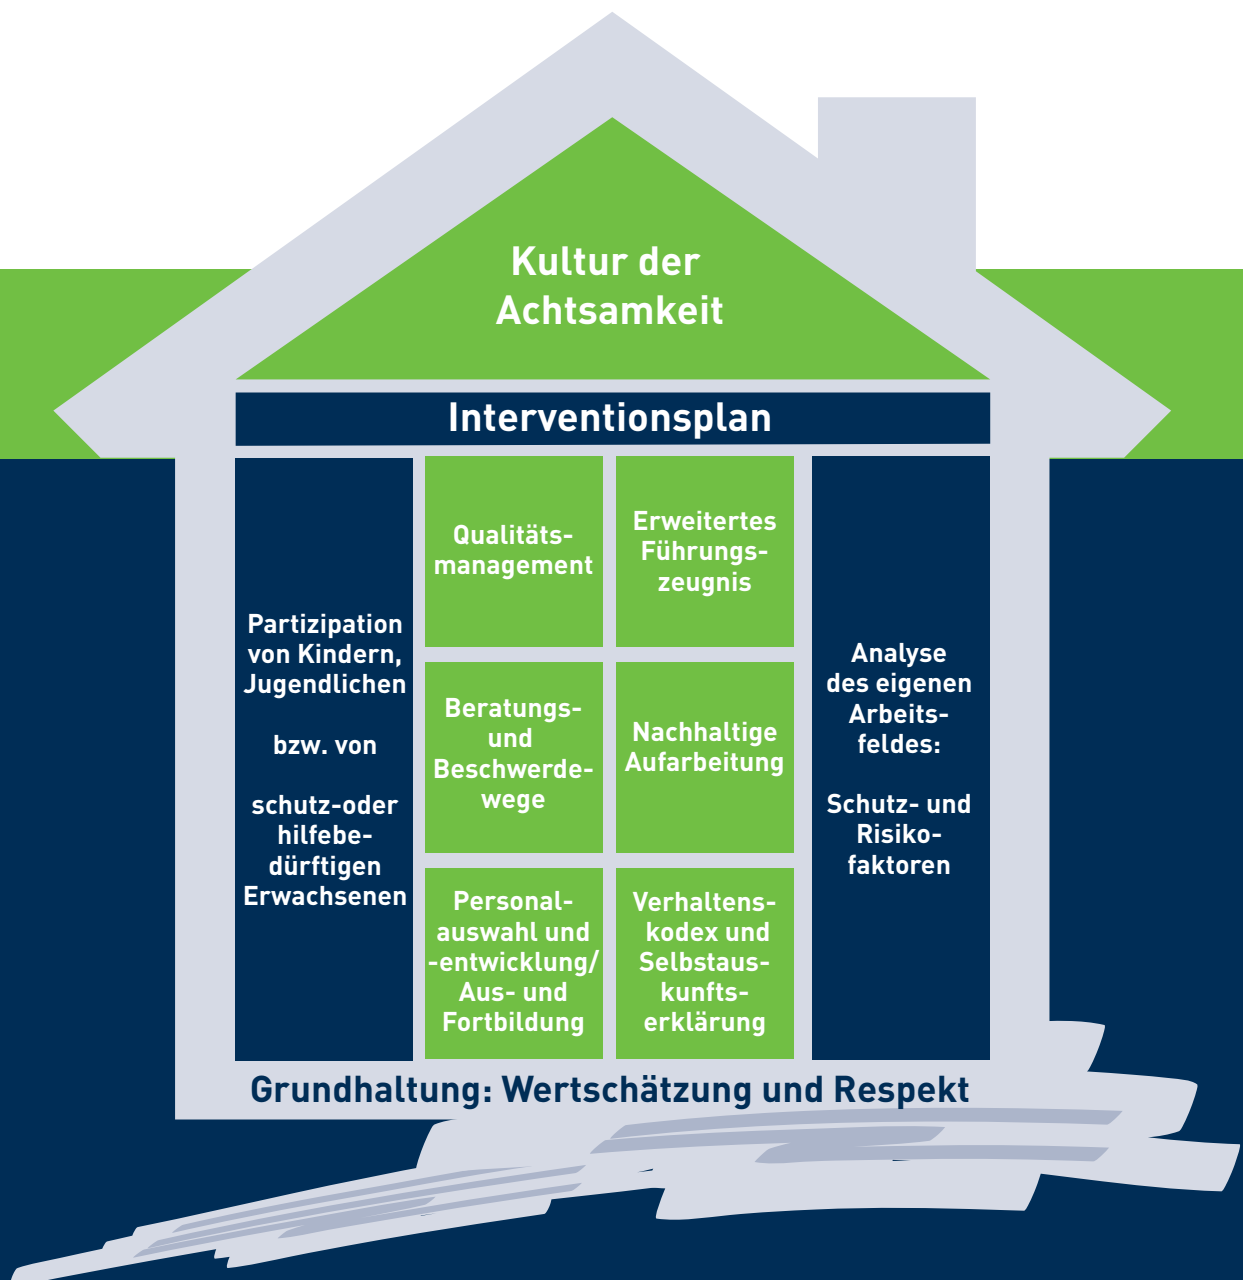 Kultur der
Achtsamkeit
Interventionsplan
Partizipation
von Kindern,
Jugendlichen
bzw. von
schutz-oder
hilfebe-
dürftigen
Erwachsenen
Qualitäts-
management
Erweitertes
Führungs-
zeugnis
Beratungs-
und
Beschwerde-
wege
Nachhaltige
Aufarbeitung
Personal-
auswahl und
-entwicklung/
Aus- und
Fortbildung
Verhaltens-
kodex und
Selbstaus-
kunfts-
erklärung
Analyse
des eigenen
Arbeits-
feldes:
Schutz- und
Risiko-
faktoren
Grundhaltung: Wertschätzung und Respekt